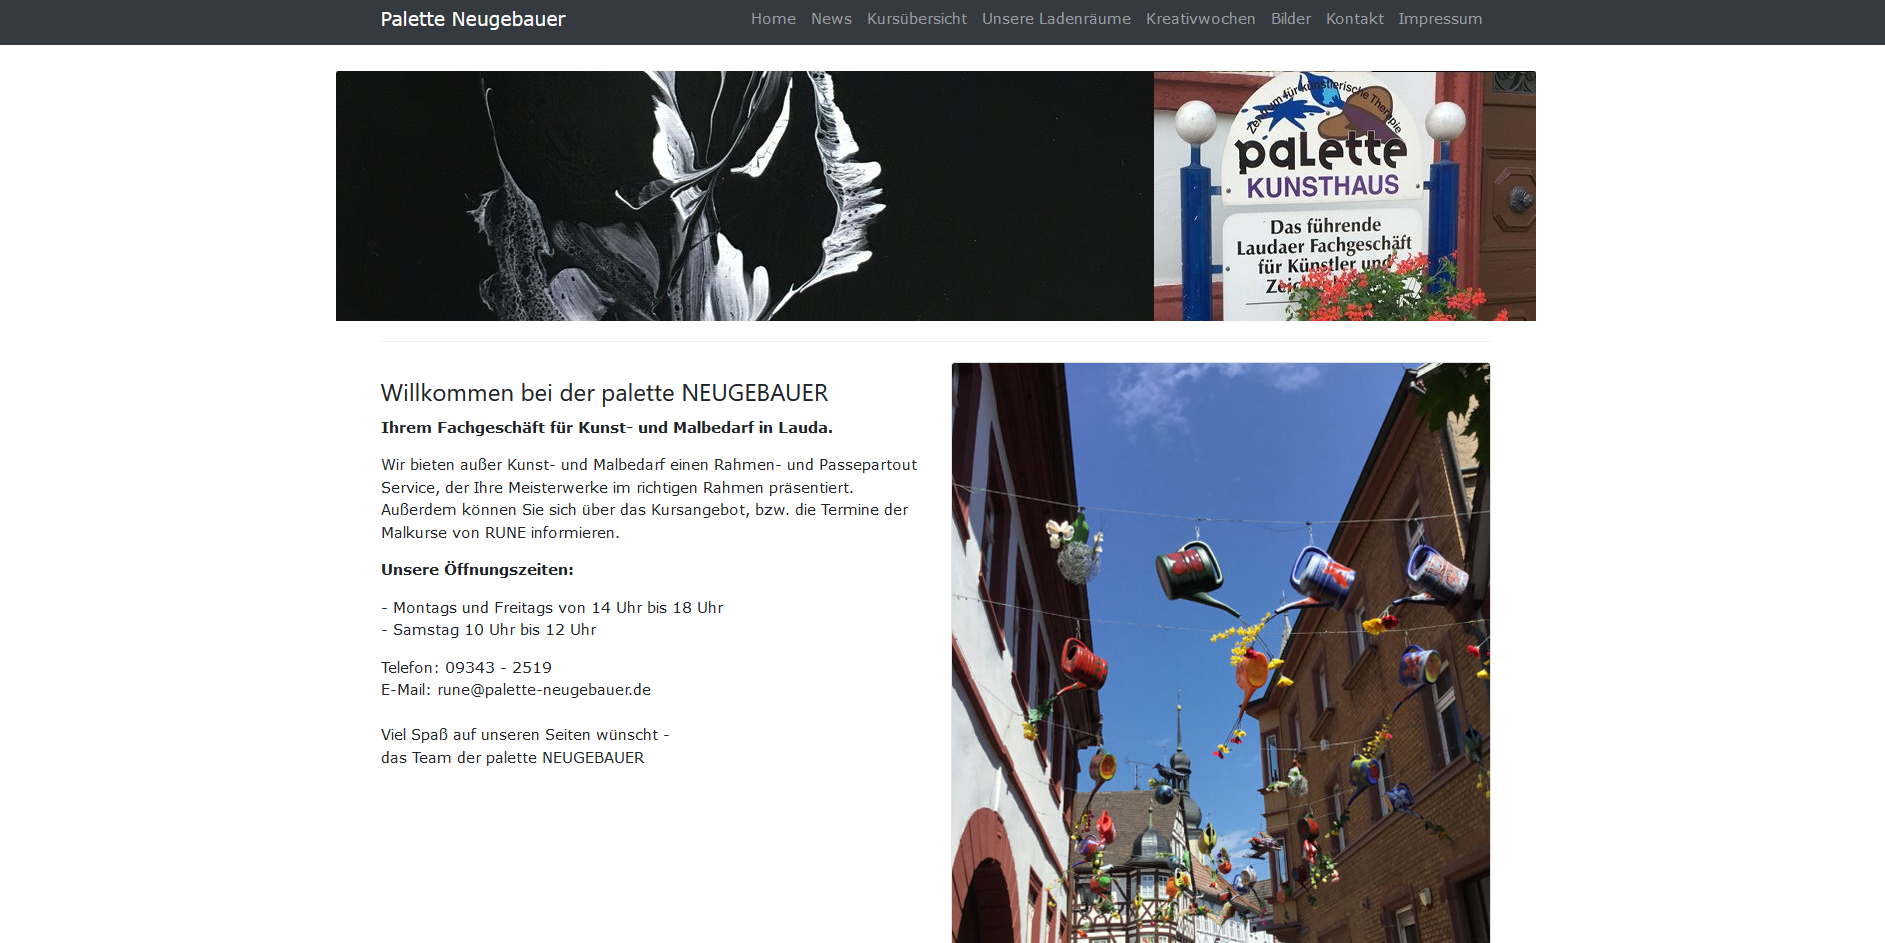 Palette Neugebauer
Home News Kursübersicht Unsere Ladenräume Kreativwochen Bilder Kontakt Impressum
Zentrum für künstlerische Therapie
paLette
KUNSTHAUS
Das führende
Laudaer Fachgeschäft
für Künstler und
Willkommen bei der palette NEUGEBAUER
Ihrem Fachgeschäft für Kunst- und Malbedarf in Lauda.
Wir bieten außer Kunst- und Malbedarf einen Rahmen- und Passepartout
Service, der Ihre Meisterwerke im richtigen Rahmen präsentiert.
Außerdem können Sie sich über das Kursangebot, bzw. die Termine der
Malkurse von RUNE informieren.
Unsere Öffnungszeiten:
- Montags und Freitags von 14 Uhr bis 18 Uhr
- Samstag 10 Uhr bis 12 Uhr
Telefon: 09343 - 2519
E-Mail: rune@palette-neugebauer.de
Viel Spaß auf unseren Seiten wünscht -
das Team der palette NEUGEBAUER